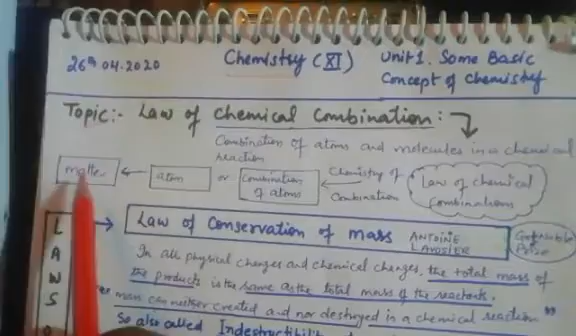 26th 04.2020 Chemistry (XI) Unit 1. Some Basic
Concept of Chemistry
Topic:- Law of Chemical Combination:-
Combination of atoms and molecules in a chemical
reaction
matter atom or Combination of atoms Chemistry of Combination Law of chemical Combinations
LAWS
Law of Conservation of mass ANTOINE LAVOSIER
In all physical changes and chemical changes, the total mass of
the products is the same as the total mass of the reactants.
mass can neither created and nor destroyed in a chemical reaction"
So also called Indestructibili